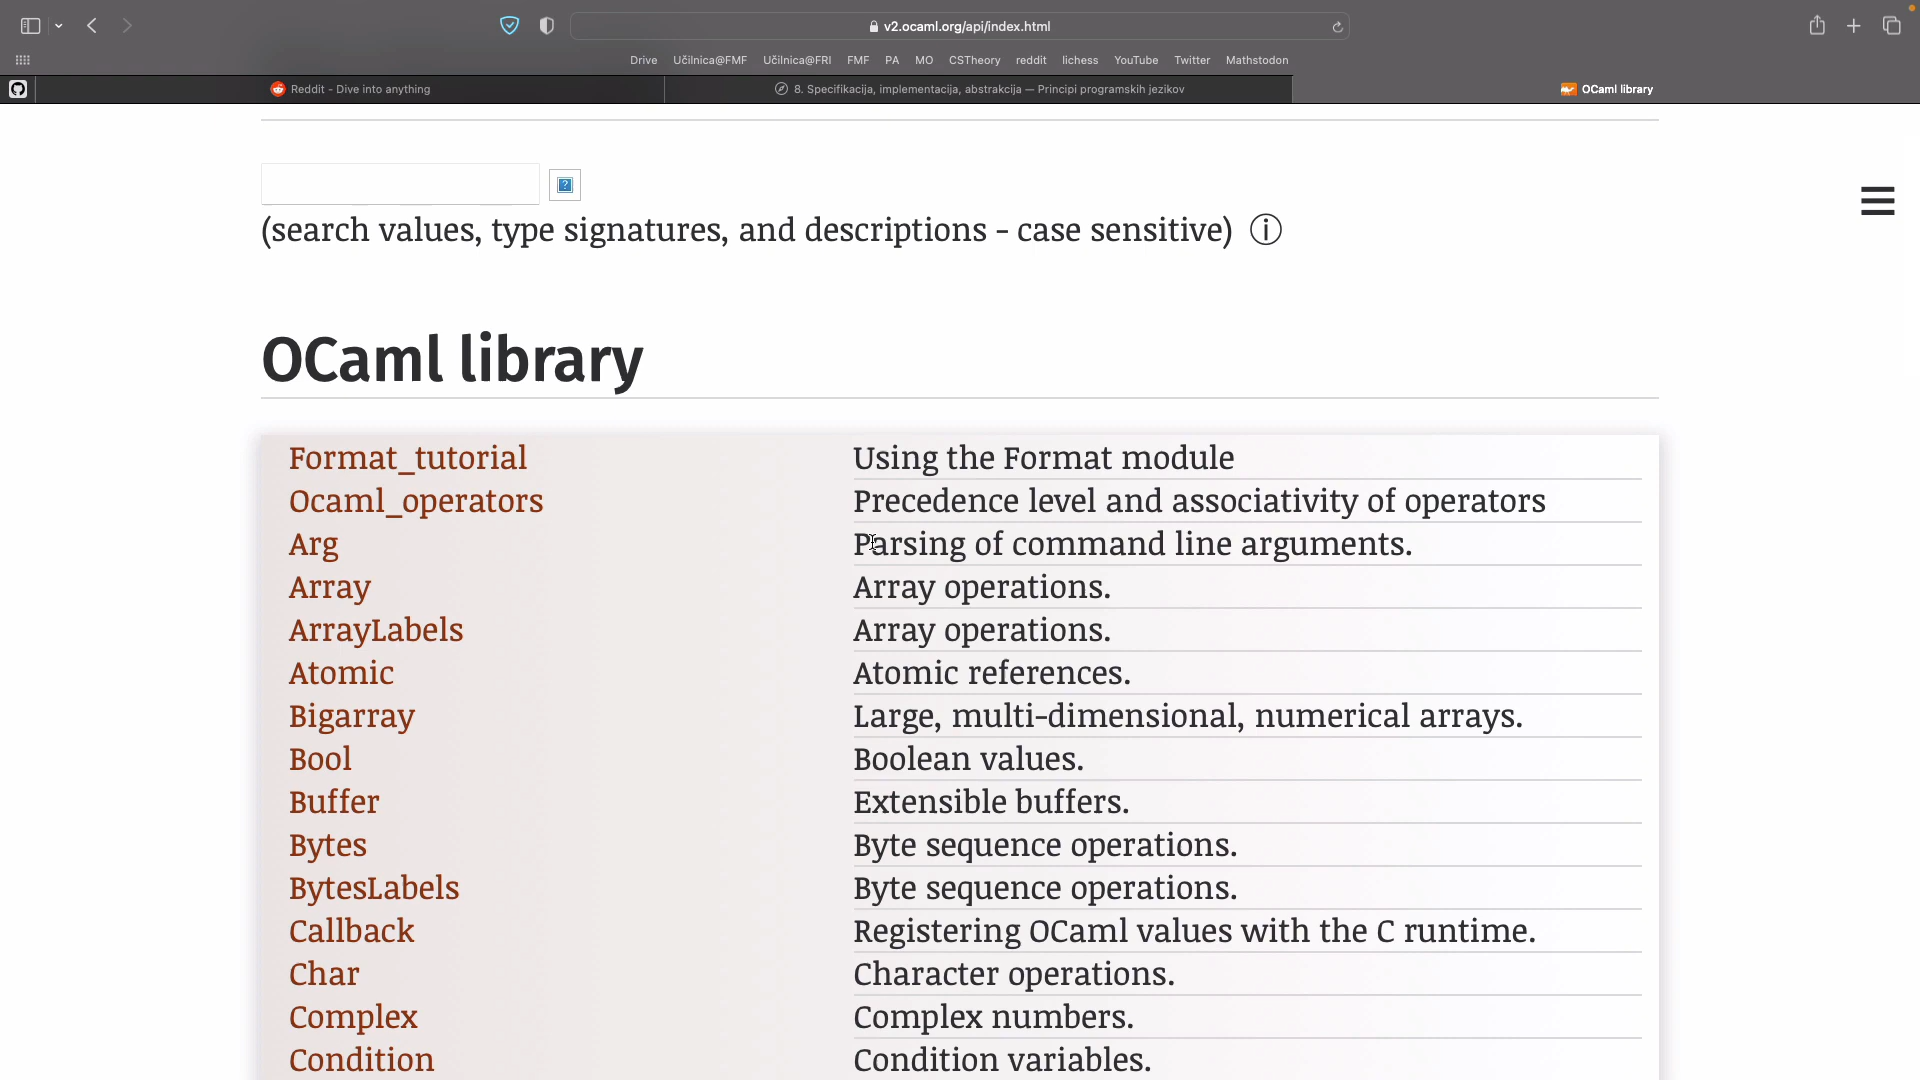 v2.ocaml.org/api/index.html
Drive Učilnica@FMF Učilnica@FRI FMF PA MO CSTheory reddit lichess YouTube Twitter Mathstodon
Reddit - Dive into anything
8. Specifikacija, implementacija, abstrakcija — Principi programskih jezikov
OCaml library
(search values, type signatures, and descriptions - case sensitive) ⓘ
OCaml library
Format_tutorial Using the Format module
Ocaml_operators Precedence level and associativity of operators
Arg Parsing of command line arguments.
Array Array operations.
ArrayLabels Array operations.
Atomic Atomic references.
Bigarray Large, multi-dimensional, numerical arrays.
Bool Boolean values.
Buffer Extensible buffers.
Bytes Byte sequence operations.
BytesLabels Byte sequence operations.
Callback Registering OCaml values with the C runtime.
Char Character operations.
Complex Complex numbers.
Condition Condition variables.